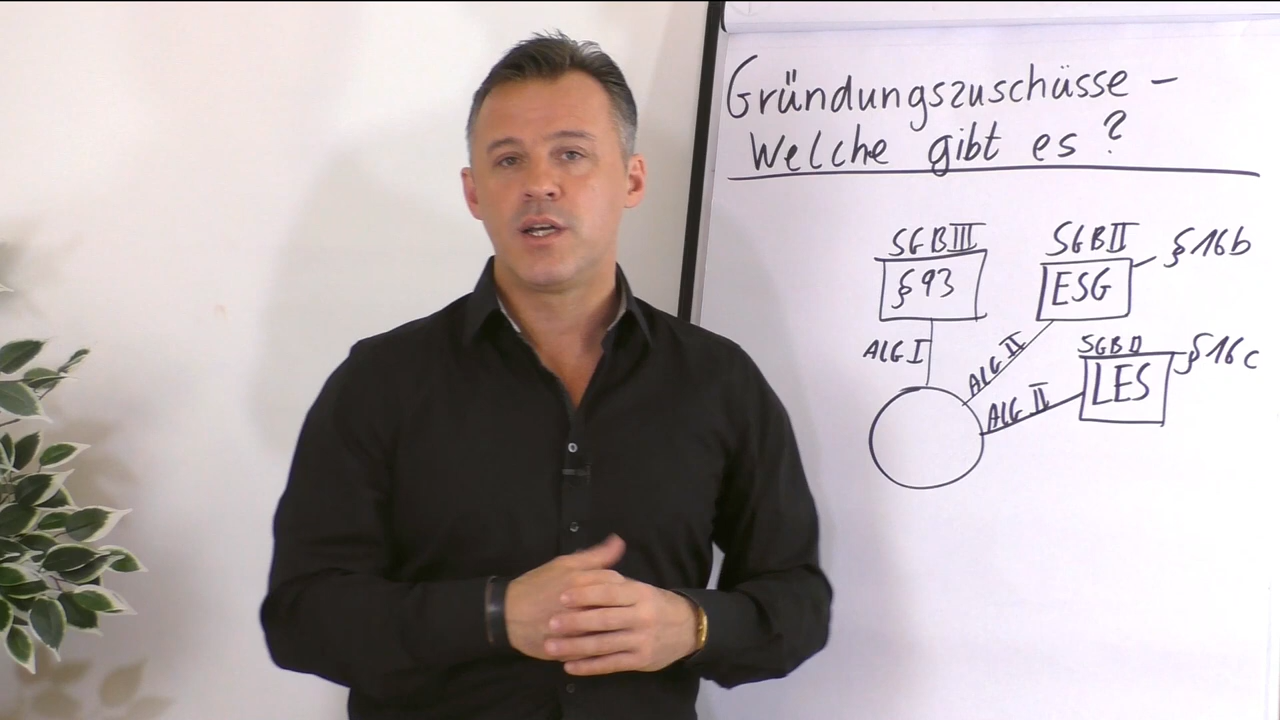 Gründungszuschüsse –
Welche gibt es?
SGB III
§93
ALG I
SGB II
ESG
§16b
ALG II
SGB II
LES
§16c
ALG II